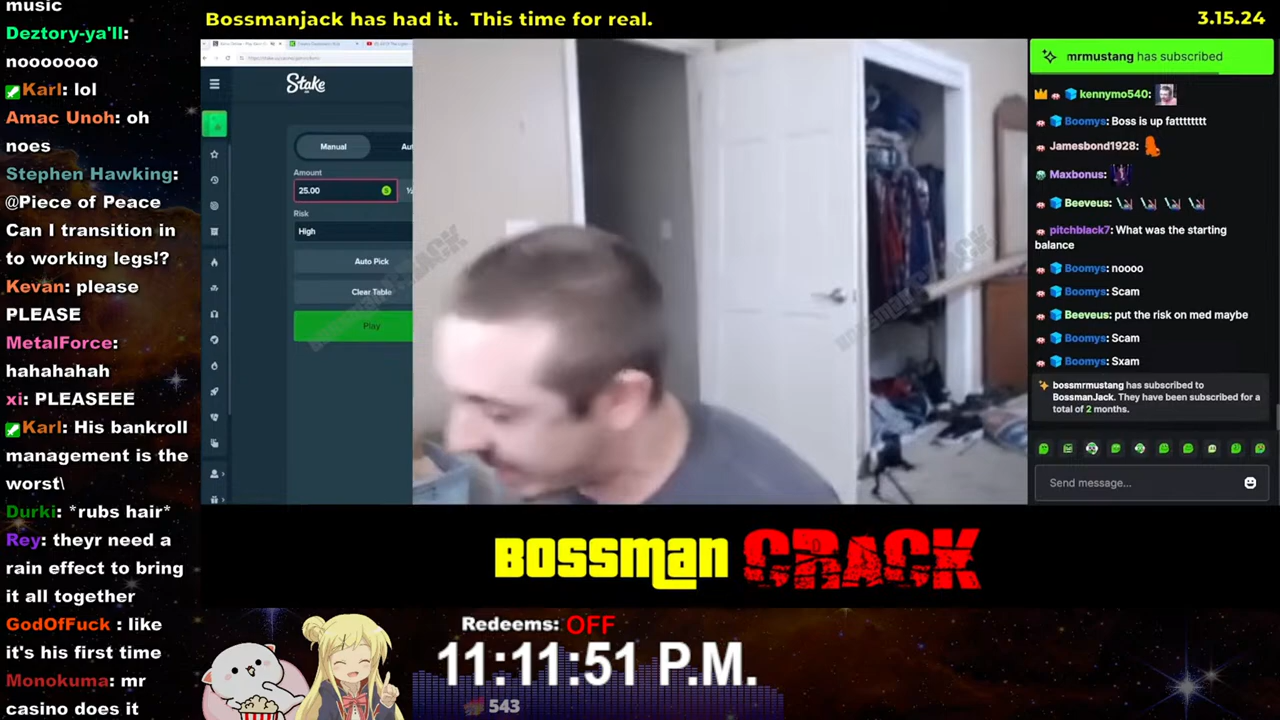 music
Deztory-ya'll:
nooooooo
Karl: lol
Amac Unoh: oh
noes
Stephen Hawking:
@Piece of Peace
Can I transition in
to working legs!?
Kevan: please
PLEASE
MetalForce:
hahahahah
xi: PLEASEEE
Karl: His bankroll
management is the
worst\
Durki: *rubs hair*
Rey: theyr need a
rain effect to bring
it all together
GodOfFuck : like
it's his first time
Monokuma: mr
casino does it
Bossmanjack has had it. This time for real.
3.15.24
Stake
Manual
Amount
25.00
½
Risk
High
Auto Pick
Clear Table
Play
BOSSMANCRACK
BOSSMANCRACK
mrmustang has subscribed
kennymo540:
Boomys: Boss is up fatttttttt
Jamesbond1928:
Maxbonus:
Beeveus:
pitchblack7: What was the starting
balance
Boomys: noooo
Boomys: Scam
Beeveus: put the risk on med maybe
Boomys: Scam
Boomys: Sxam
bossmrmustang has subscribed to
BossmanJack. They have been subscribed for a
total of 2 months.
Send message...
BOSSMAN CRACK
Redeems: OFF
11:11:51 P.M.
543